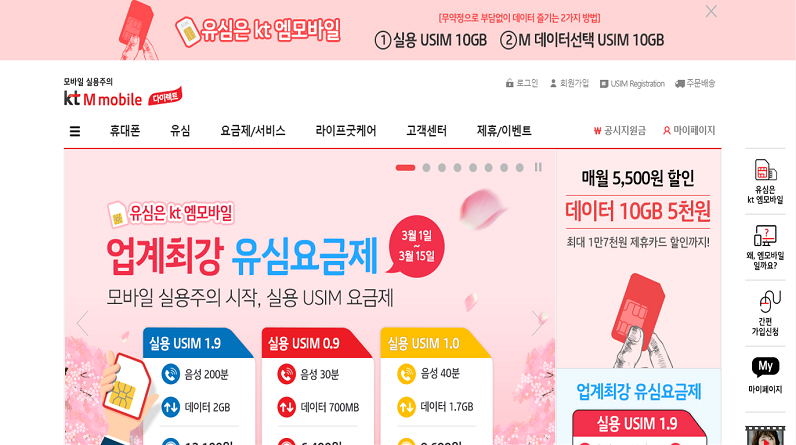 [무약정으로 부담없이 데이터 즐기는 2가지 방법]
유심은 kt 엠모바일
①실용 USIM 10GB ②M 데이터선택 USIM 10GB
모바일 실용주의
kt M mobile 다이렉트
로그인 회원가입 USIM Registration 주문배송
휴대폰 유심 요금제/서비스 라이프굿케어 고객센터 제휴/이벤트 ₩ 공시지원금 마이페이지
유심은 kt 엠모바일
업계최강 유심요금제
3월 1일
~
3월 15일
모바일 실용주의 시작, 실용 USIM 요금제
실용 USIM 1.9
음성 200분
데이터 2GB
실용 USIM 0.9
음성 30분
데이터 700MB
실용 USIM 1.0
음성 40분
데이터 1.7GB
매월 5,500원 할인
데이터 10GB 5천원
최대 1만7천원 제휴카드 할인까지!
업계최강 유심요금제
실용 USIM 1.9
유심은
kt 엠모바일
?
왜, 엠모바일
일까요?
간편
가입신청
My
마이페이지